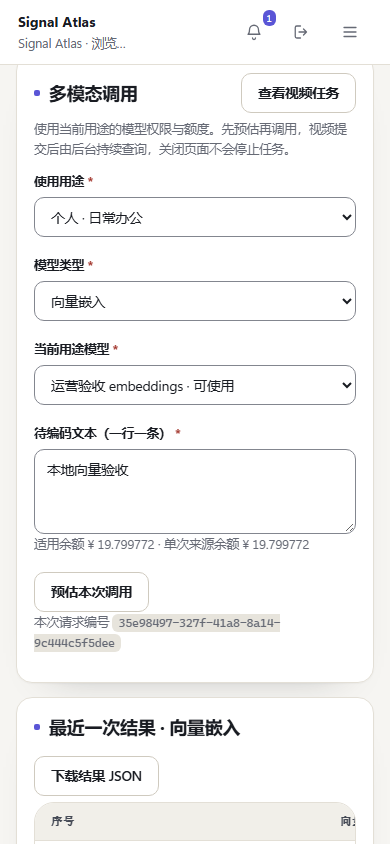 Signal Atlas
Signal Atlas · 浏览...
1
多模态调用
查看视频任务
使用当前用途的模型权限与额度。先预估再调用，视频提
交后由后台持续查询，关闭页面不会停止任务。
使用用途 *
个人 · 日常办公
模型类型 *
向量嵌入
当前用途模型 *
运营验收 embeddings · 可使用
待编码文本（一行一条） *
本地向量验收
适用余额 ¥ 19.799772 · 单次来源余额 ¥ 19.799772
预估本次调用
本次请求编号 35e98497-327f-41a8-8a14-
9c444c5f5dee
最近一次结果 · 向量嵌入
下载结果 JSON
序号
向